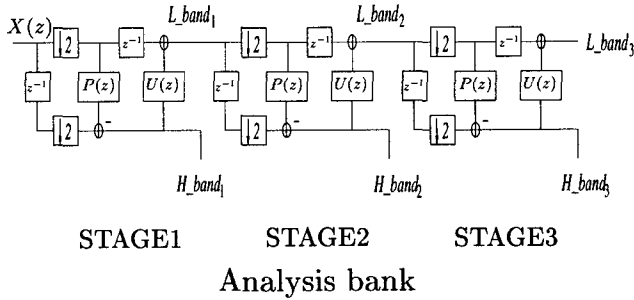 X(z) L_band1 L_band2
↓2 z⁻¹ ↓2 z⁻¹ ↓2 z⁻¹ L_band3
z⁻¹ P(z) U(z) z⁻¹ P(z) U(z) z⁻¹ P(z) U(z)
↓2 - ↓2 - ↓2 -
H_band1 H_band2 H_band3
STAGE1 STAGE2 STAGE3
Analysis bank